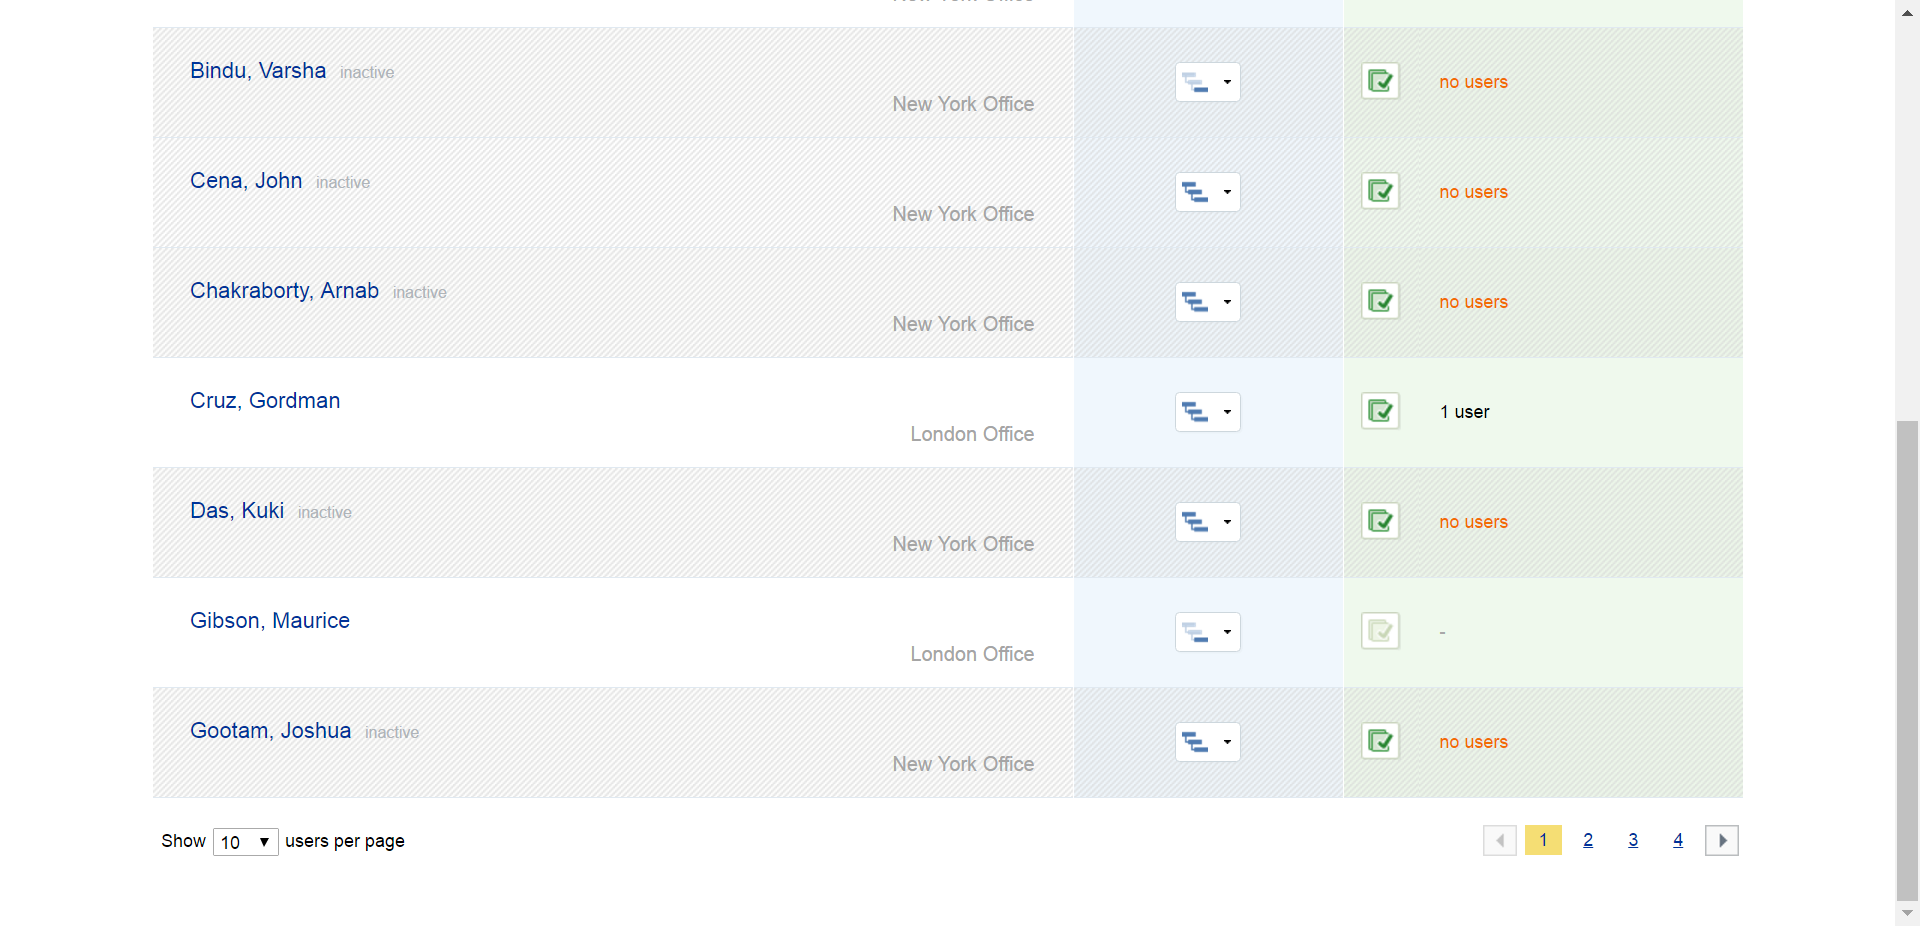 New York Office
Bindu, Varsha inactive
no users
New York Office
Cena, John inactive
no users
New York Office
Chakraborty, Arnab inactive
no users
New York Office
Cruz, Gordman
1 user
London Office
Das, Kuki inactive
no users
New York Office
Gibson, Maurice
-
London Office
Gootam, Joshua inactive
no users
New York Office
Show 10 users per page 1 2 3 4